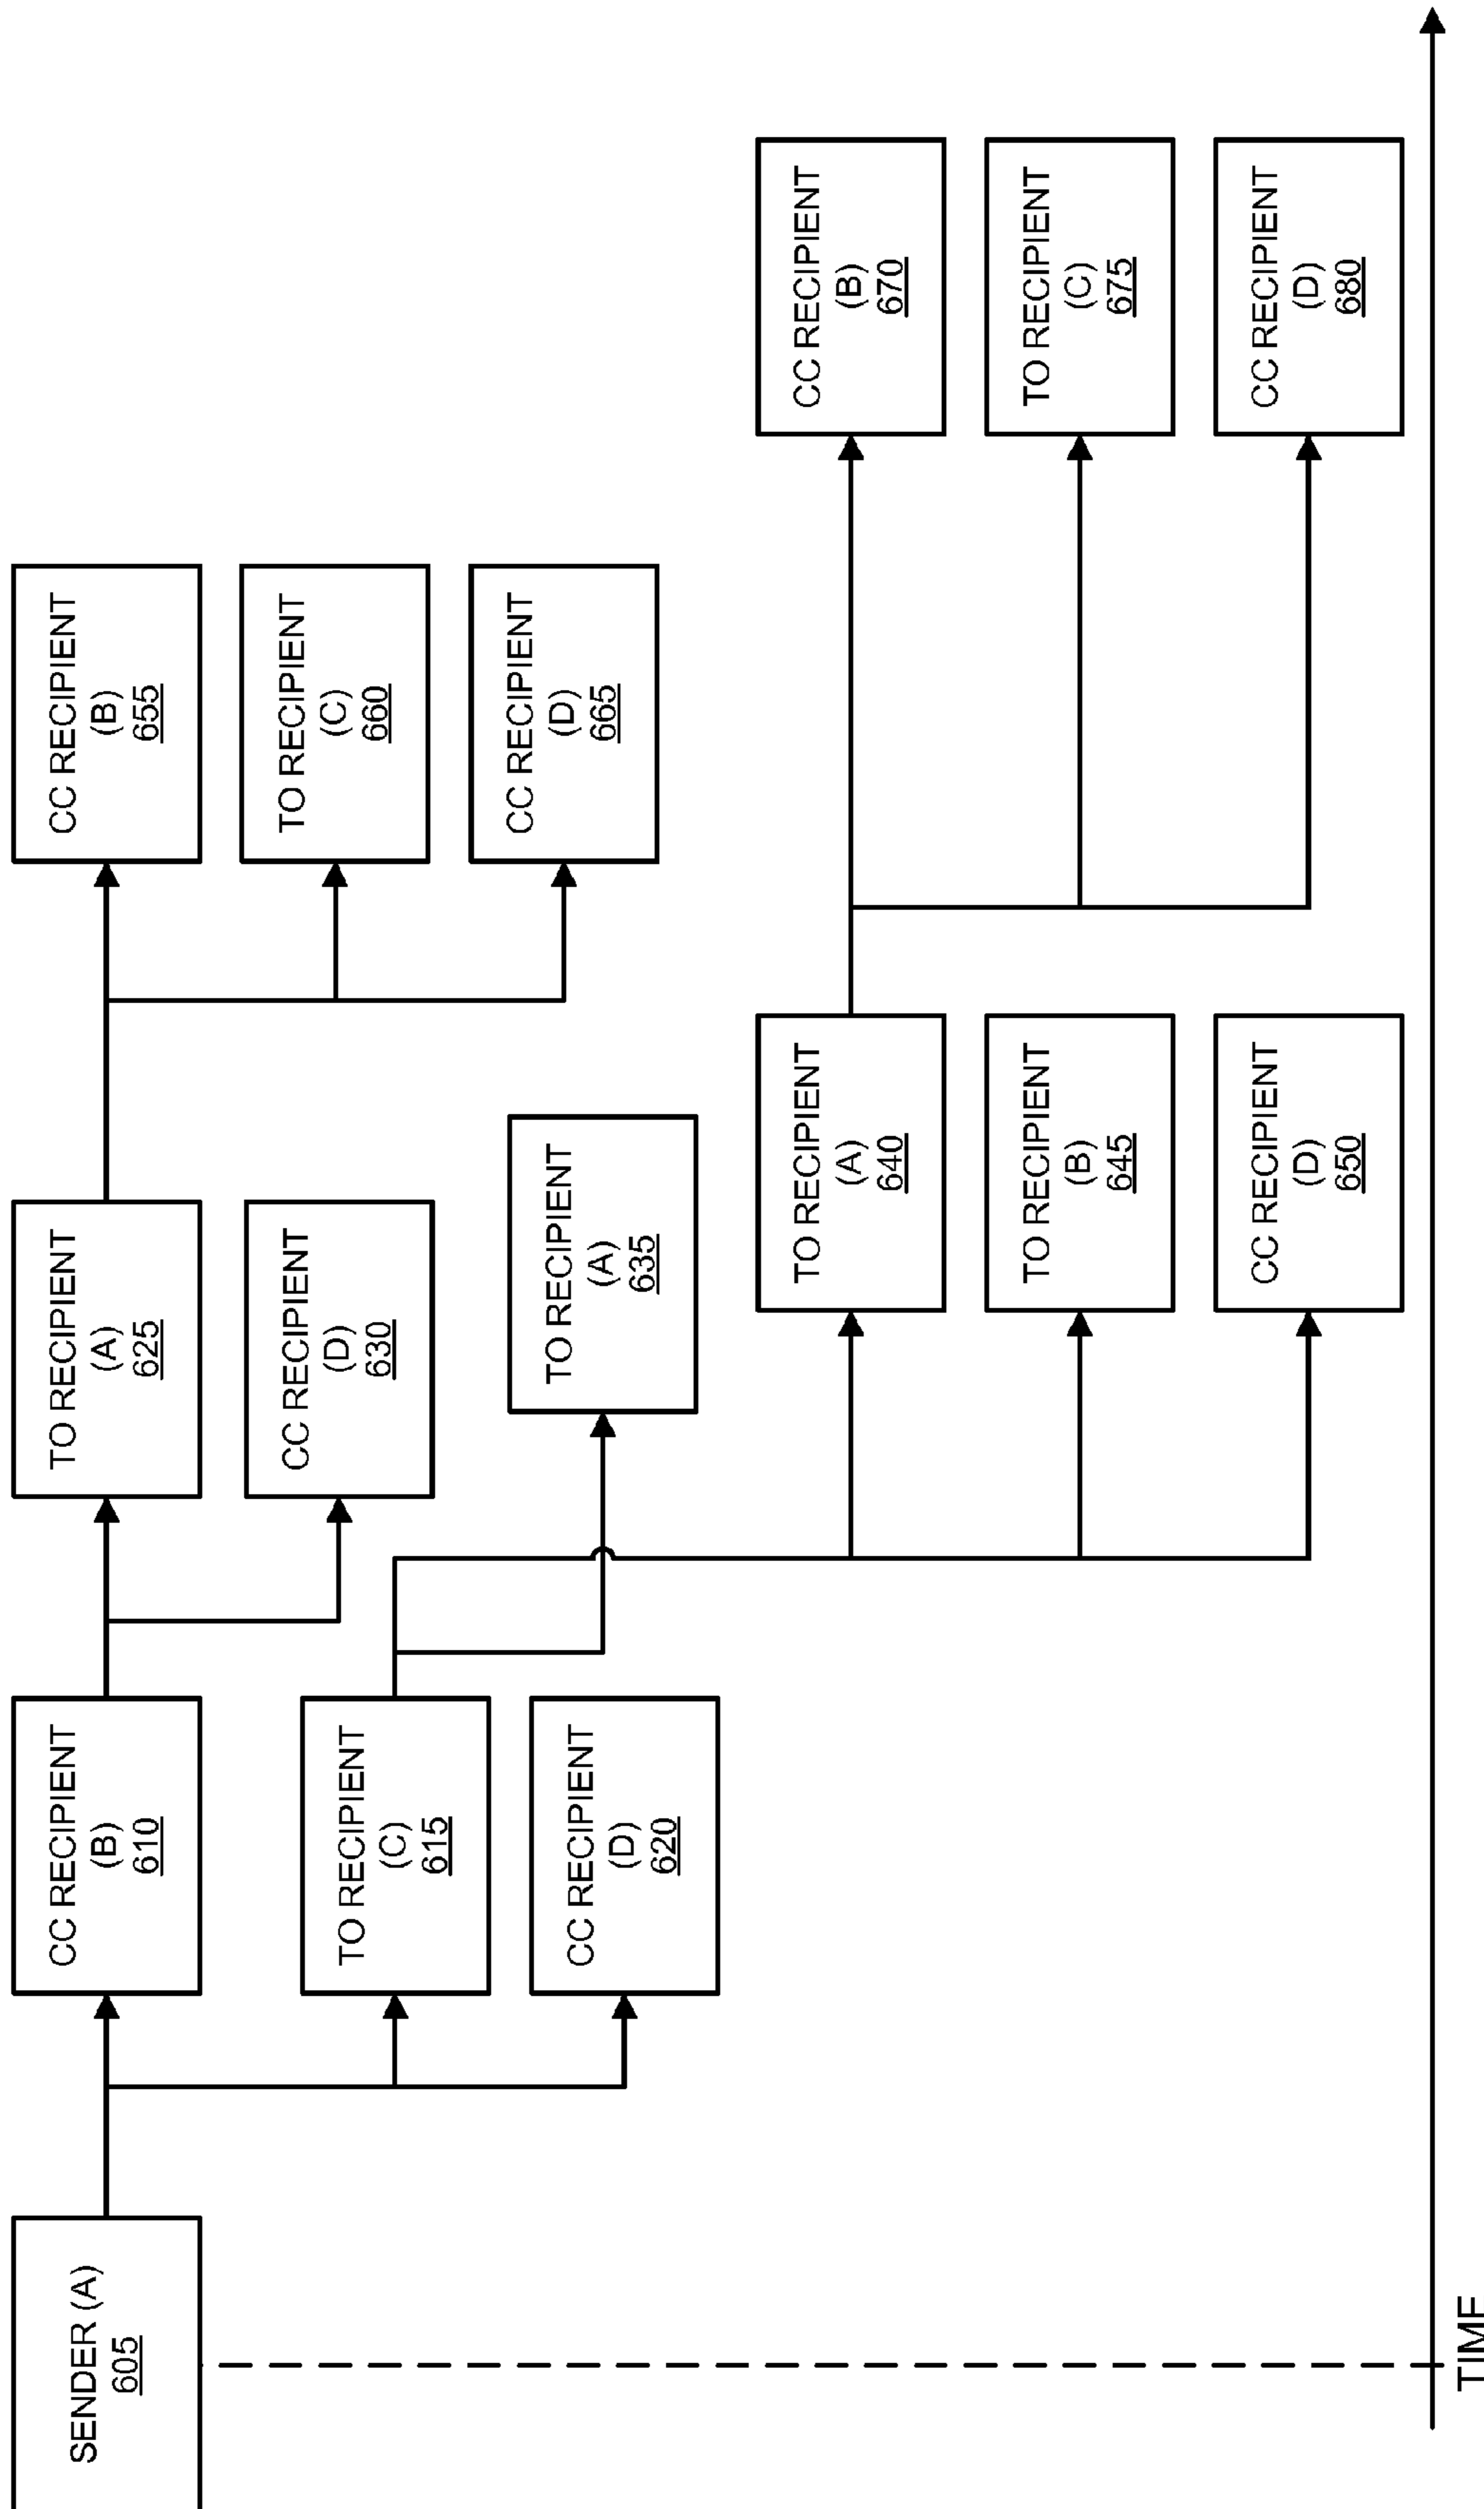 SENDER (A)
605
CC RECIPIENT
(B)
610
TO RECIPIENT
(C)
615
CC RECIPIENT
(D)
620
TO RECIPIENT
(A)
625
CC RECIPIENT
(D)
630
TO RECIPIENT
(A)
635
TO RECIPIENT
(A)
640
TO RECIPIENT
(B)
645
CC RECIPIENT
(D)
650
CC RECIPIENT
(B)
655
TO RECIPIENT
(C)
660
CC RECIPIENT
(D)
665
CC RECIPIENT
(B)
670
TO RECIPIENT
(C)
675
CC RECIPIENT
(D)
680
TIME